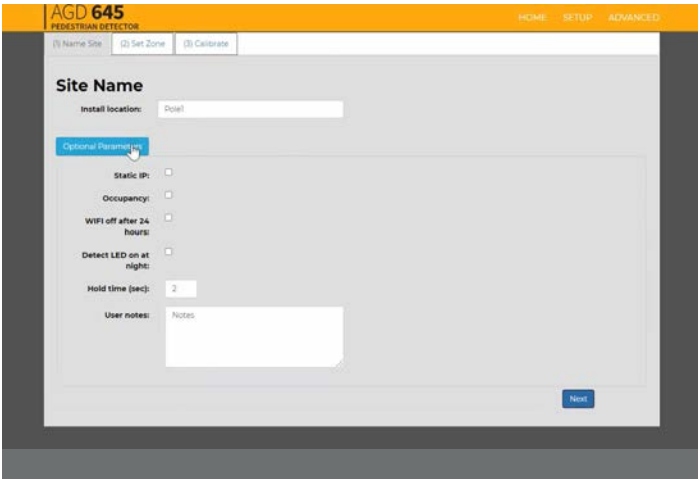 AGD 645
PEDESTRIAN DETECTOR
HOME SETUP ADVANCED
(1) Name Site (2) Set Zone (3) Calibrate
Site Name
Install location: Pole1
Optional Parameters
Static IP:
Occupancy:
WIFI off after 24
hours:
Detect LED on at
night:
Hold time (sec): 2
User notes: Notes
Next